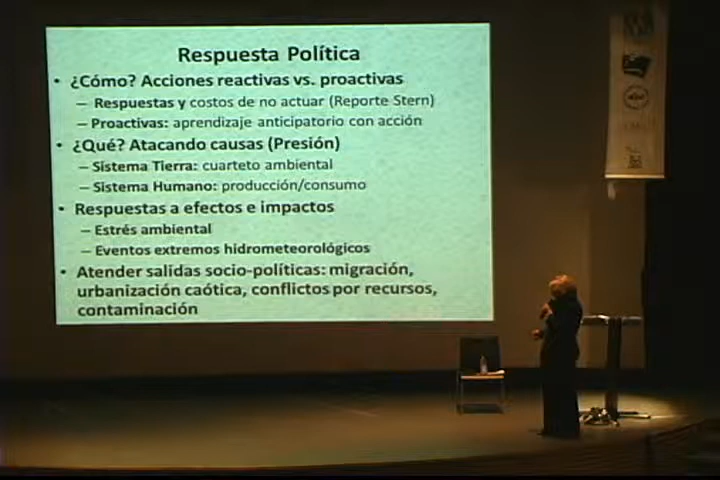 Respuesta Política
• ¿Cómo? Acciones reactivas vs. proactivas
– Respuestas y costos de no actuar (Reporte Stern)
– Proactivas: aprendizaje anticipatorio con acción
• ¿Qué? Atacando causas (Presión)
– Sistema Tierra: cuarteto ambiental
– Sistema Humano: producción/consumo
• Respuestas a efectos e impactos
– Estrés ambiental
– Eventos extremos hidrometeorológicos
• Atender salidas socio-políticas: migración,
urbanización caótica, conflictos por recursos,
contaminación